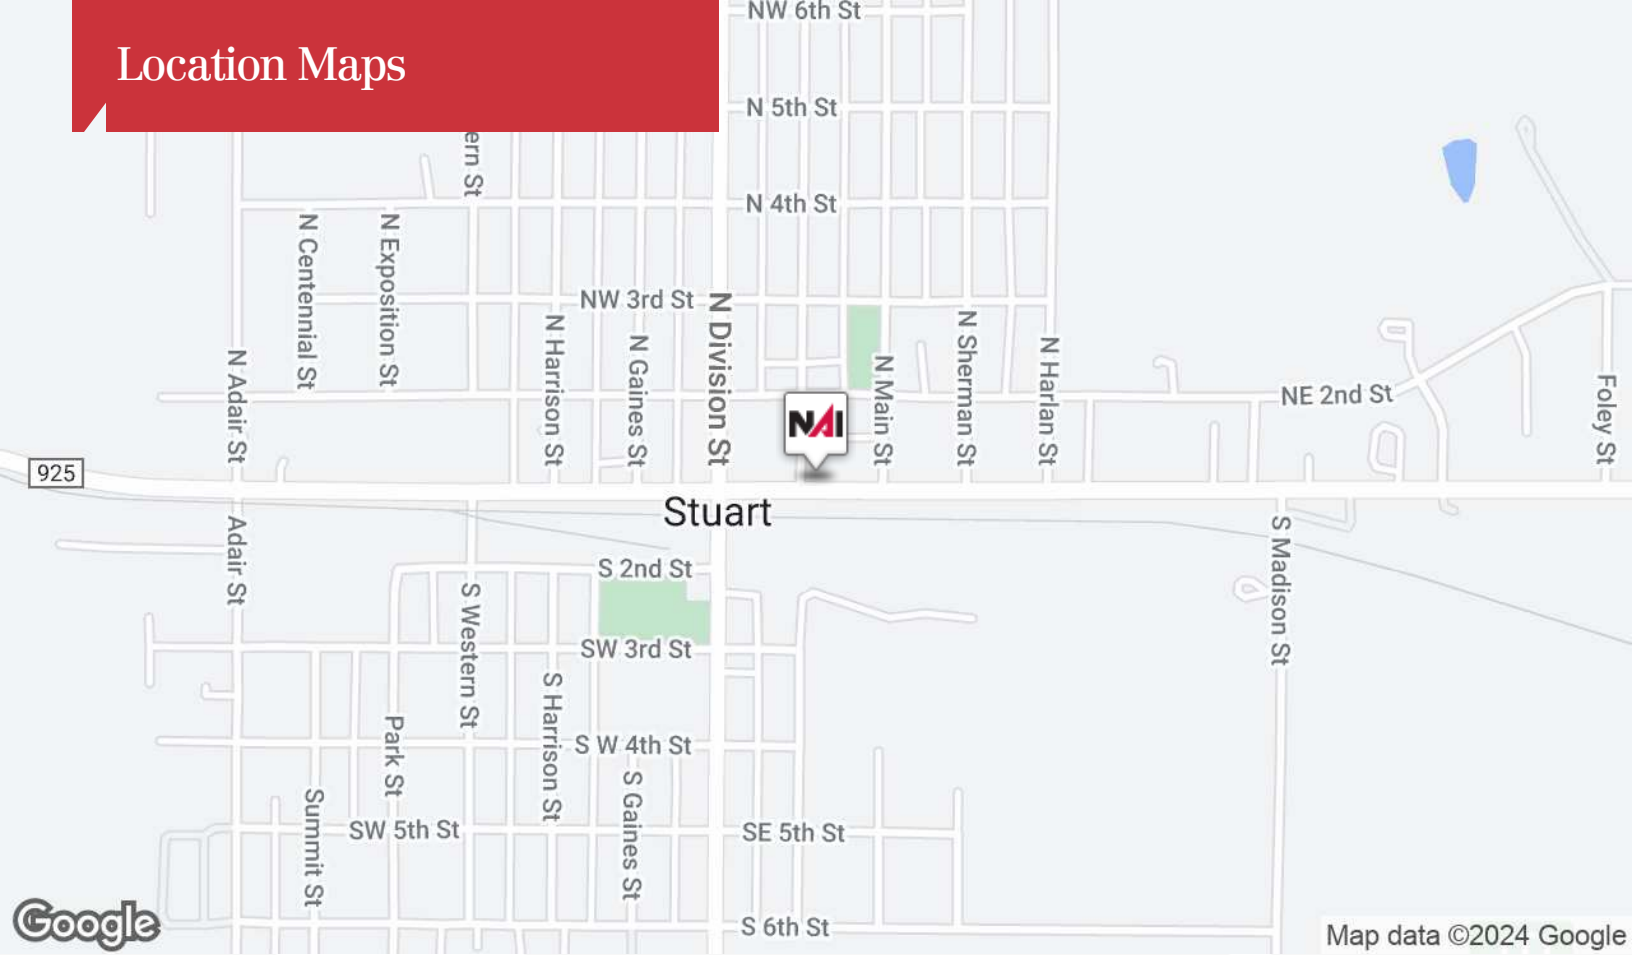 Location Maps
NW 6th St
N 5th St
ern St
N 4th St
N Centennial St
N Exposition St
NW 3rd St
N Division St
N Harrison St
N Gaines St
N Adair St
N Main St
N Sherman St
N Harlan St
NE 2nd St
Foley St
NAI
925
Stuart
Adair St
S Madison St
S 2nd St
S Western St
SW 3rd St
S Harrison St
Park St
S W 4th St
S Gaines St
Summit St
SW 5th St
SE 5th St
S 6th St
Google
Map data ©2024 Google